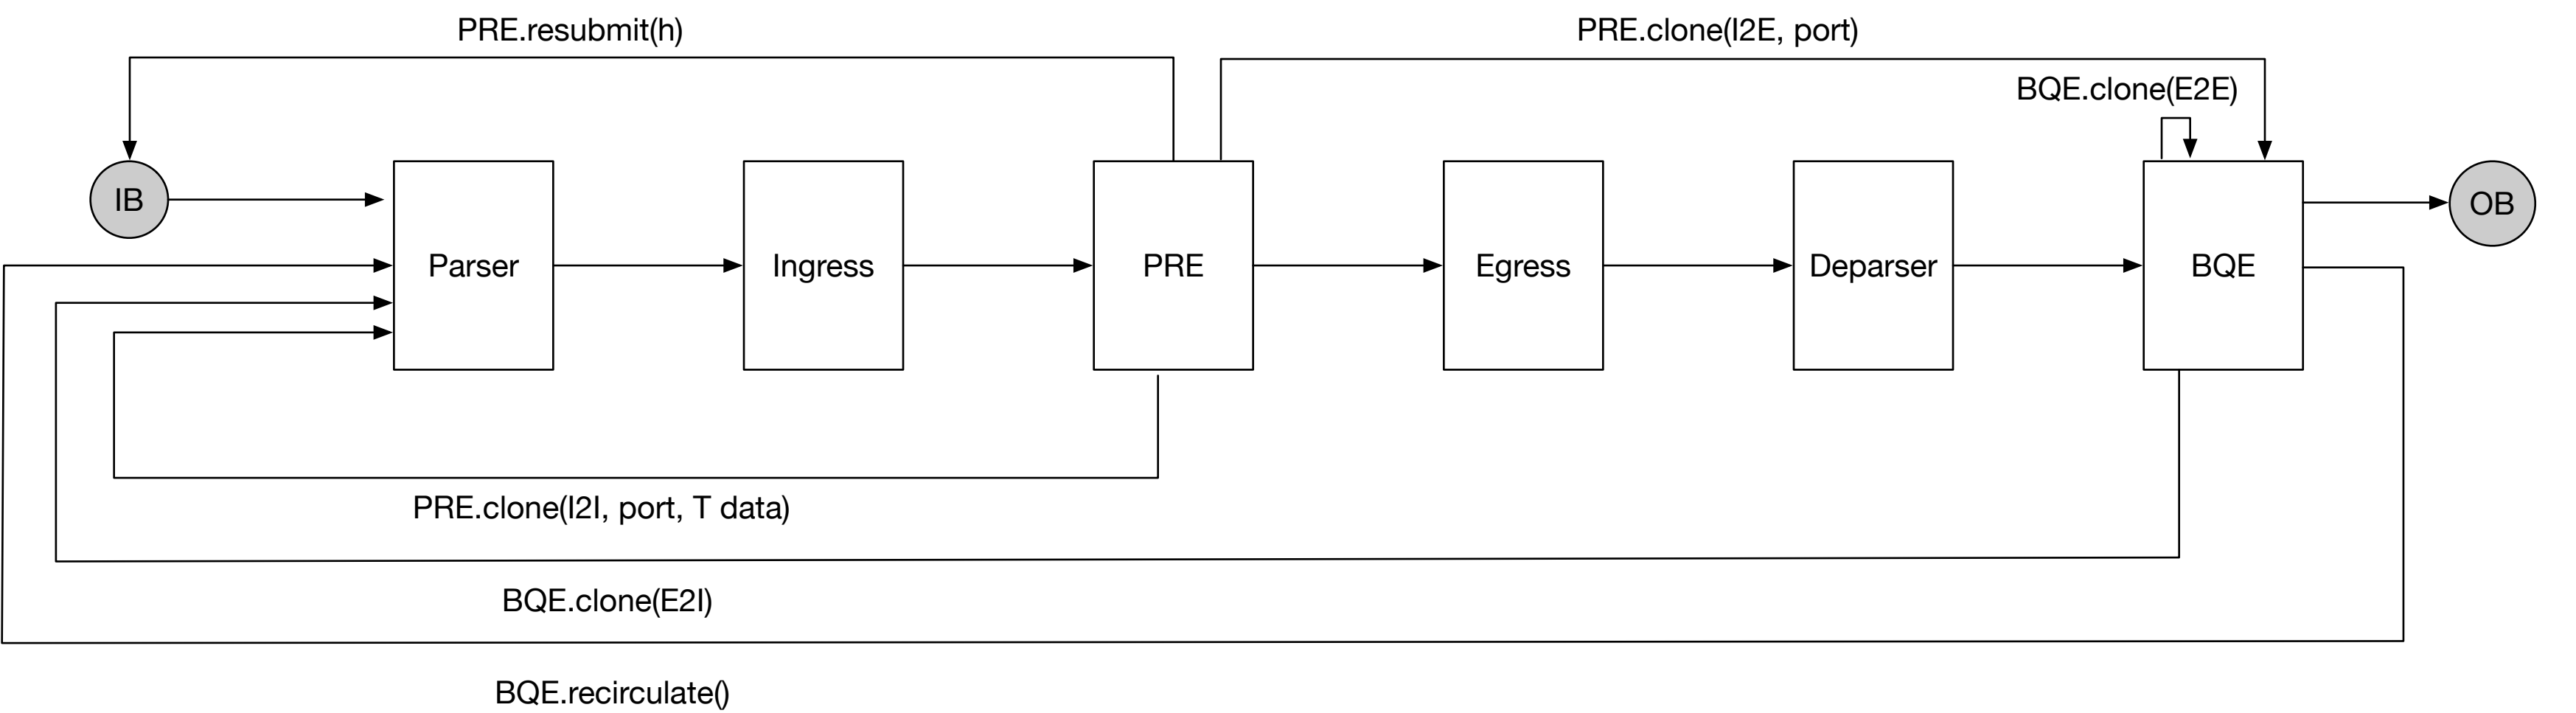 PRE.resubmit(h)
PRE.clone(I2E, port)
BQE.clone(E2E)
IB
OB
Parser
Ingress
PRE
Egress
Deparser
BQE
PRE.clone(I2I, port, T data)
BQE.clone(E2I)
BQE.recirculate()